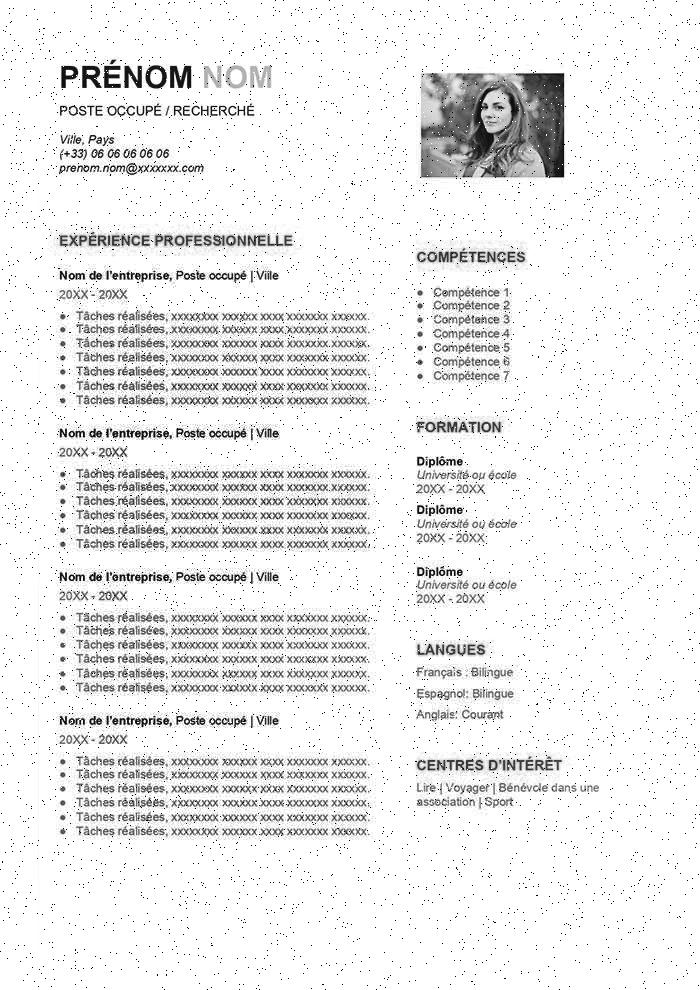 PRÉNOM NOM
POSTE OCCUPÉ / RECHERCHÉ
Ville, Pays
(+33) 06 06 06 06 06
prenom.nom@xxxxxxx.com
EXPÉRIENCE PROFESSIONNELLE
Nom de l'entreprise, Poste occupé | Ville
20XX - 20XX
● Tâches réalisées, xxxxxxxx xxxxxx xxxx xxxxxxx xxxxxx.
● Tâches réalisées, xxxxxxxx xxxxxx xxxx xxxxxxx xxxxxx.
● Tâches réalisées, xxxxxxxx xxxxxx xxxx xxxxxxx xxxxxx.
● Tâches réalisées, xxxxxxxx xxxxxx xxxx xxxxxxx xxxxxx.
● Tâches réalisées, xxxxxxxx xxxxxx xxxx xxxxxxx xxxxxx.
● Tâches réalisées, xxxxxxxx xxxxxx xxxx xxxxxxx xxxxxx.
● Tâches réalisées, xxxxxxxx xxxxxx xxxx xxxxxxx xxxxxx.
Nom de l'entreprise, Poste occupé | Ville
20XX - 20XX
● Tâches réalisées, xxxxxxxx xxxxxx xxxx xxxxxxx xxxxxx.
● Tâches réalisées, xxxxxxxx xxxxxx xxxx xxxxxxx xxxxxx.
● Tâches réalisées, xxxxxxxx xxxxxx xxxx xxxxxxx xxxxxx.
● Tâches réalisées, xxxxxxxx xxxxxx xxxx xxxxxxx xxxxxx.
● Tâches réalisées, xxxxxxxx xxxxxx xxxx xxxxxxx xxxxxx.
● Tâches réalisées, xxxxxxxx xxxxxx xxxx xxxxxxx xxxxxx.
Nom de l'entreprise, Poste occupé | Ville
20XX - 20XX
● Tâches réalisées, xxxxxxxx xxxxxx xxxx xxxxxxx xxxxxx.
● Tâches réalisées, xxxxxxxx xxxxxx xxxx xxxxxxx xxxxxx.
● Tâches réalisées, xxxxxxxx xxxxxx xxxx xxxxxxx xxxxxx.
● Tâches réalisées, xxxxxxxx xxxxxx xxxx xxxxxxx xxxxxx.
● Tâches réalisées, xxxxxxxx xxxxxx xxxx xxxxxxx xxxxxx.
● Tâches réalisées, xxxxxxxx xxxxxx xxxx xxxxxxx xxxxxx.
Nom de l'entreprise, Poste occupé | Ville
20XX - 20XX
● Tâches réalisées, xxxxxxxx xxxxxx xxxx xxxxxxx xxxxxx.
● Tâches réalisées, xxxxxxxx xxxxxx xxxx xxxxxxx xxxxxx.
● Tâches réalisées, xxxxxxxx xxxxxx xxxx xxxxxxx xxxxxx.
● Tâches réalisées, xxxxxxxx xxxxxx xxxx xxxxxxx xxxxxx.
● Tâches réalisées, xxxxxxxx xxxxxx xxxx xxxxxxx xxxxxx.
● Tâches réalisées, xxxxxxxx xxxxxx xxxx xxxxxxx xxxxxx.
COMPÉTENCES
● Compétence 1
● Compétence 2
● Compétence 3
● Compétence 4
● Compétence 5
● Compétence 6
● Compétence 7
FORMATION
Diplôme
Université ou école
20XX - 20XX
Diplôme
Université ou école
20XX - 20XX
Diplôme
Université ou école
20XX - 20XX
LANGUES
Français : Bilingue
Espagnol: Bilingue
Anglais: Courant
CENTRES D'INTÉRÊT
Lire | Voyager | Bénévole dans une
association | Sport